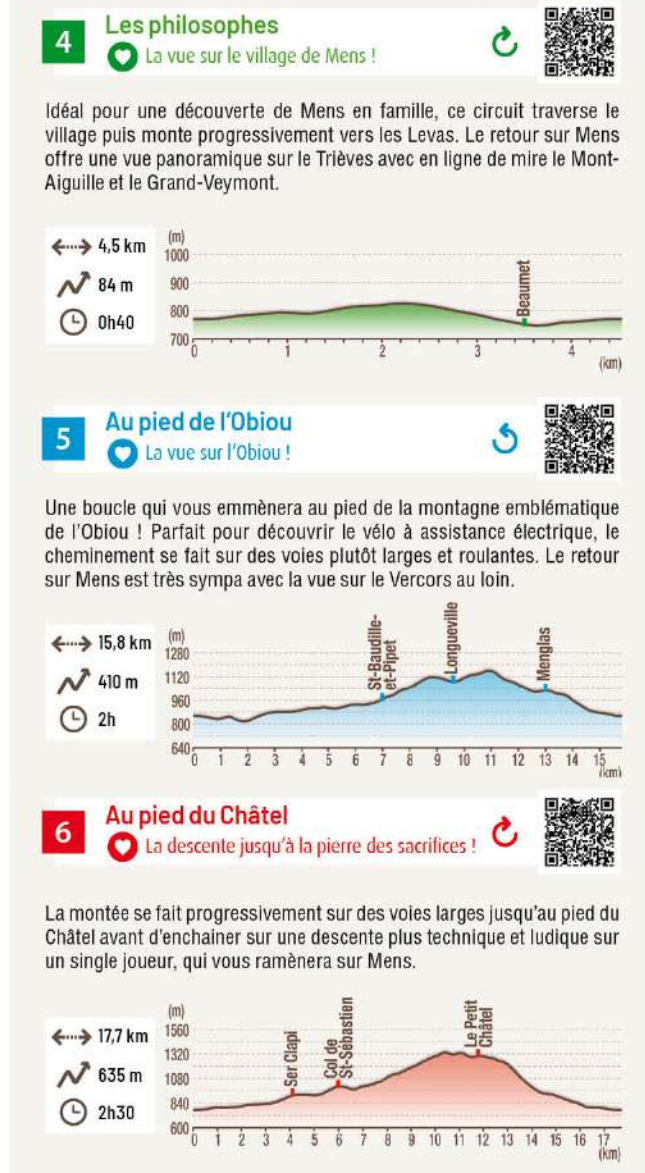 4
Les philosophes
La vue sur le village de Mens !
Idéal pour une découverte de Mens en famille, ce circuit traverse le
village puis monte progressivement vers les Levas. Le retour sur Mens
offre une vue panoramique sur le Trièves avec en ligne de mire le Mont-
Aiguille et le Grand-Veymont.
4,5 km
84 m
0h40
(m)
1000
900
800
700
Beaumet
0 1 2 3 4
(km)
5
Au pied de l'Obiou
La vue sur l'Obiou !
Une boucle qui vous emmènera au pied de la montagne emblématique
de l'Obiou ! Parfait pour découvrir le vélo à assistance électrique, le
cheminement se fait sur des voies plutôt larges et roulantes. Le retour
sur Mens est très sympa avec la vue sur le Vercors au loin.
15,8 km
410 m
2h
(m)
1280
1120
960
800
640
St-Baudille-
et-Pipet
Longueville
Menglas
0 1 2 3 4 5 6 7 8 9 10 11 12 13 14 15
(km)
6
Au pied du Châtel
La descente jusqu'à la pierre des sacrifices !
La montée se fait progressivement sur des voies larges jusqu'au pied du
Châtel avant d'enchainer sur une descente plus technique et ludique sur
un single joueur, qui vous ramènera sur Mens.
17,7 km
635 m
2h30
(m)
1560
1320
1080
840
600
Ser Clapi
Col de
St-Sébastien
Le Petit
Châtel
0 1 2 3 4 5 6 7 8 9 10 11 12 13 14 15 16 17
(km)